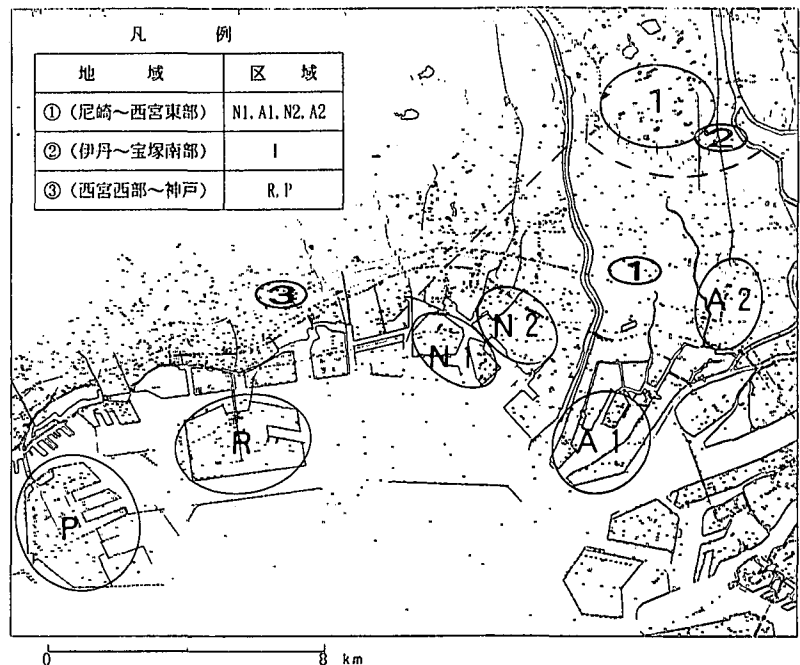 凡 例
地 域 区 域
① (尼崎～西宮東部) N1, A1, N2, A2
② (伊丹～宝塚南部) I
③ (西宮西部～神戸) R, P
1
2
1
3
A 2
N 2
N 1
R
A 1
P
0 8 km